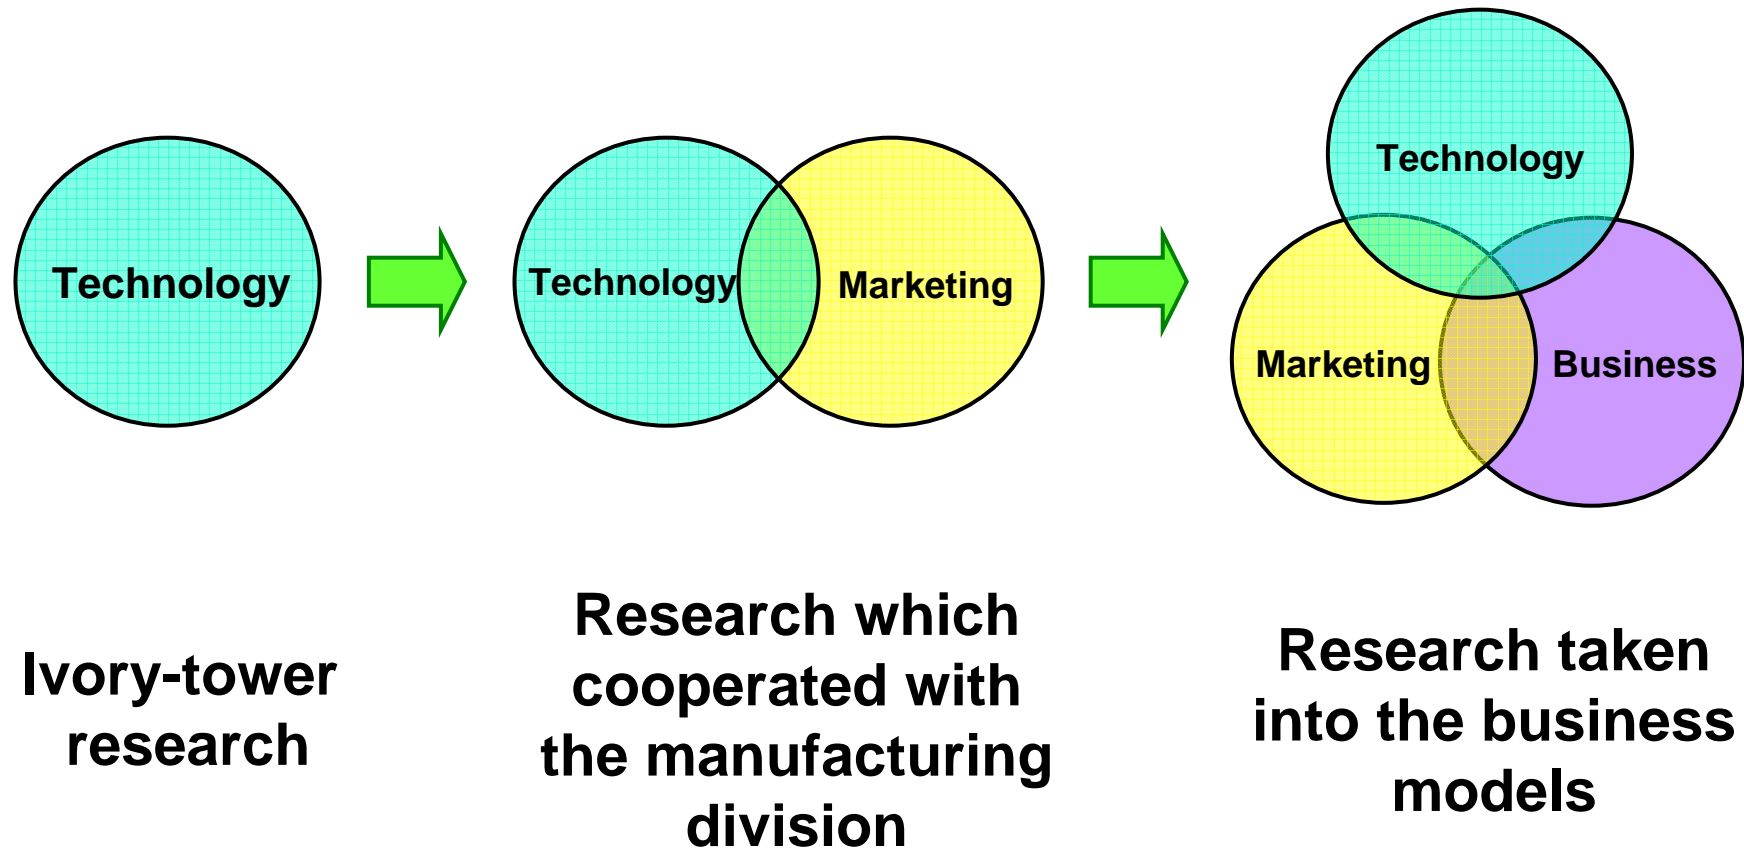 Technology
Technology
Marketing
Technology
Marketing
Business
Ivory-tower
research
Research which
cooperated with
the manufacturing
division
Research taken
into the business
models